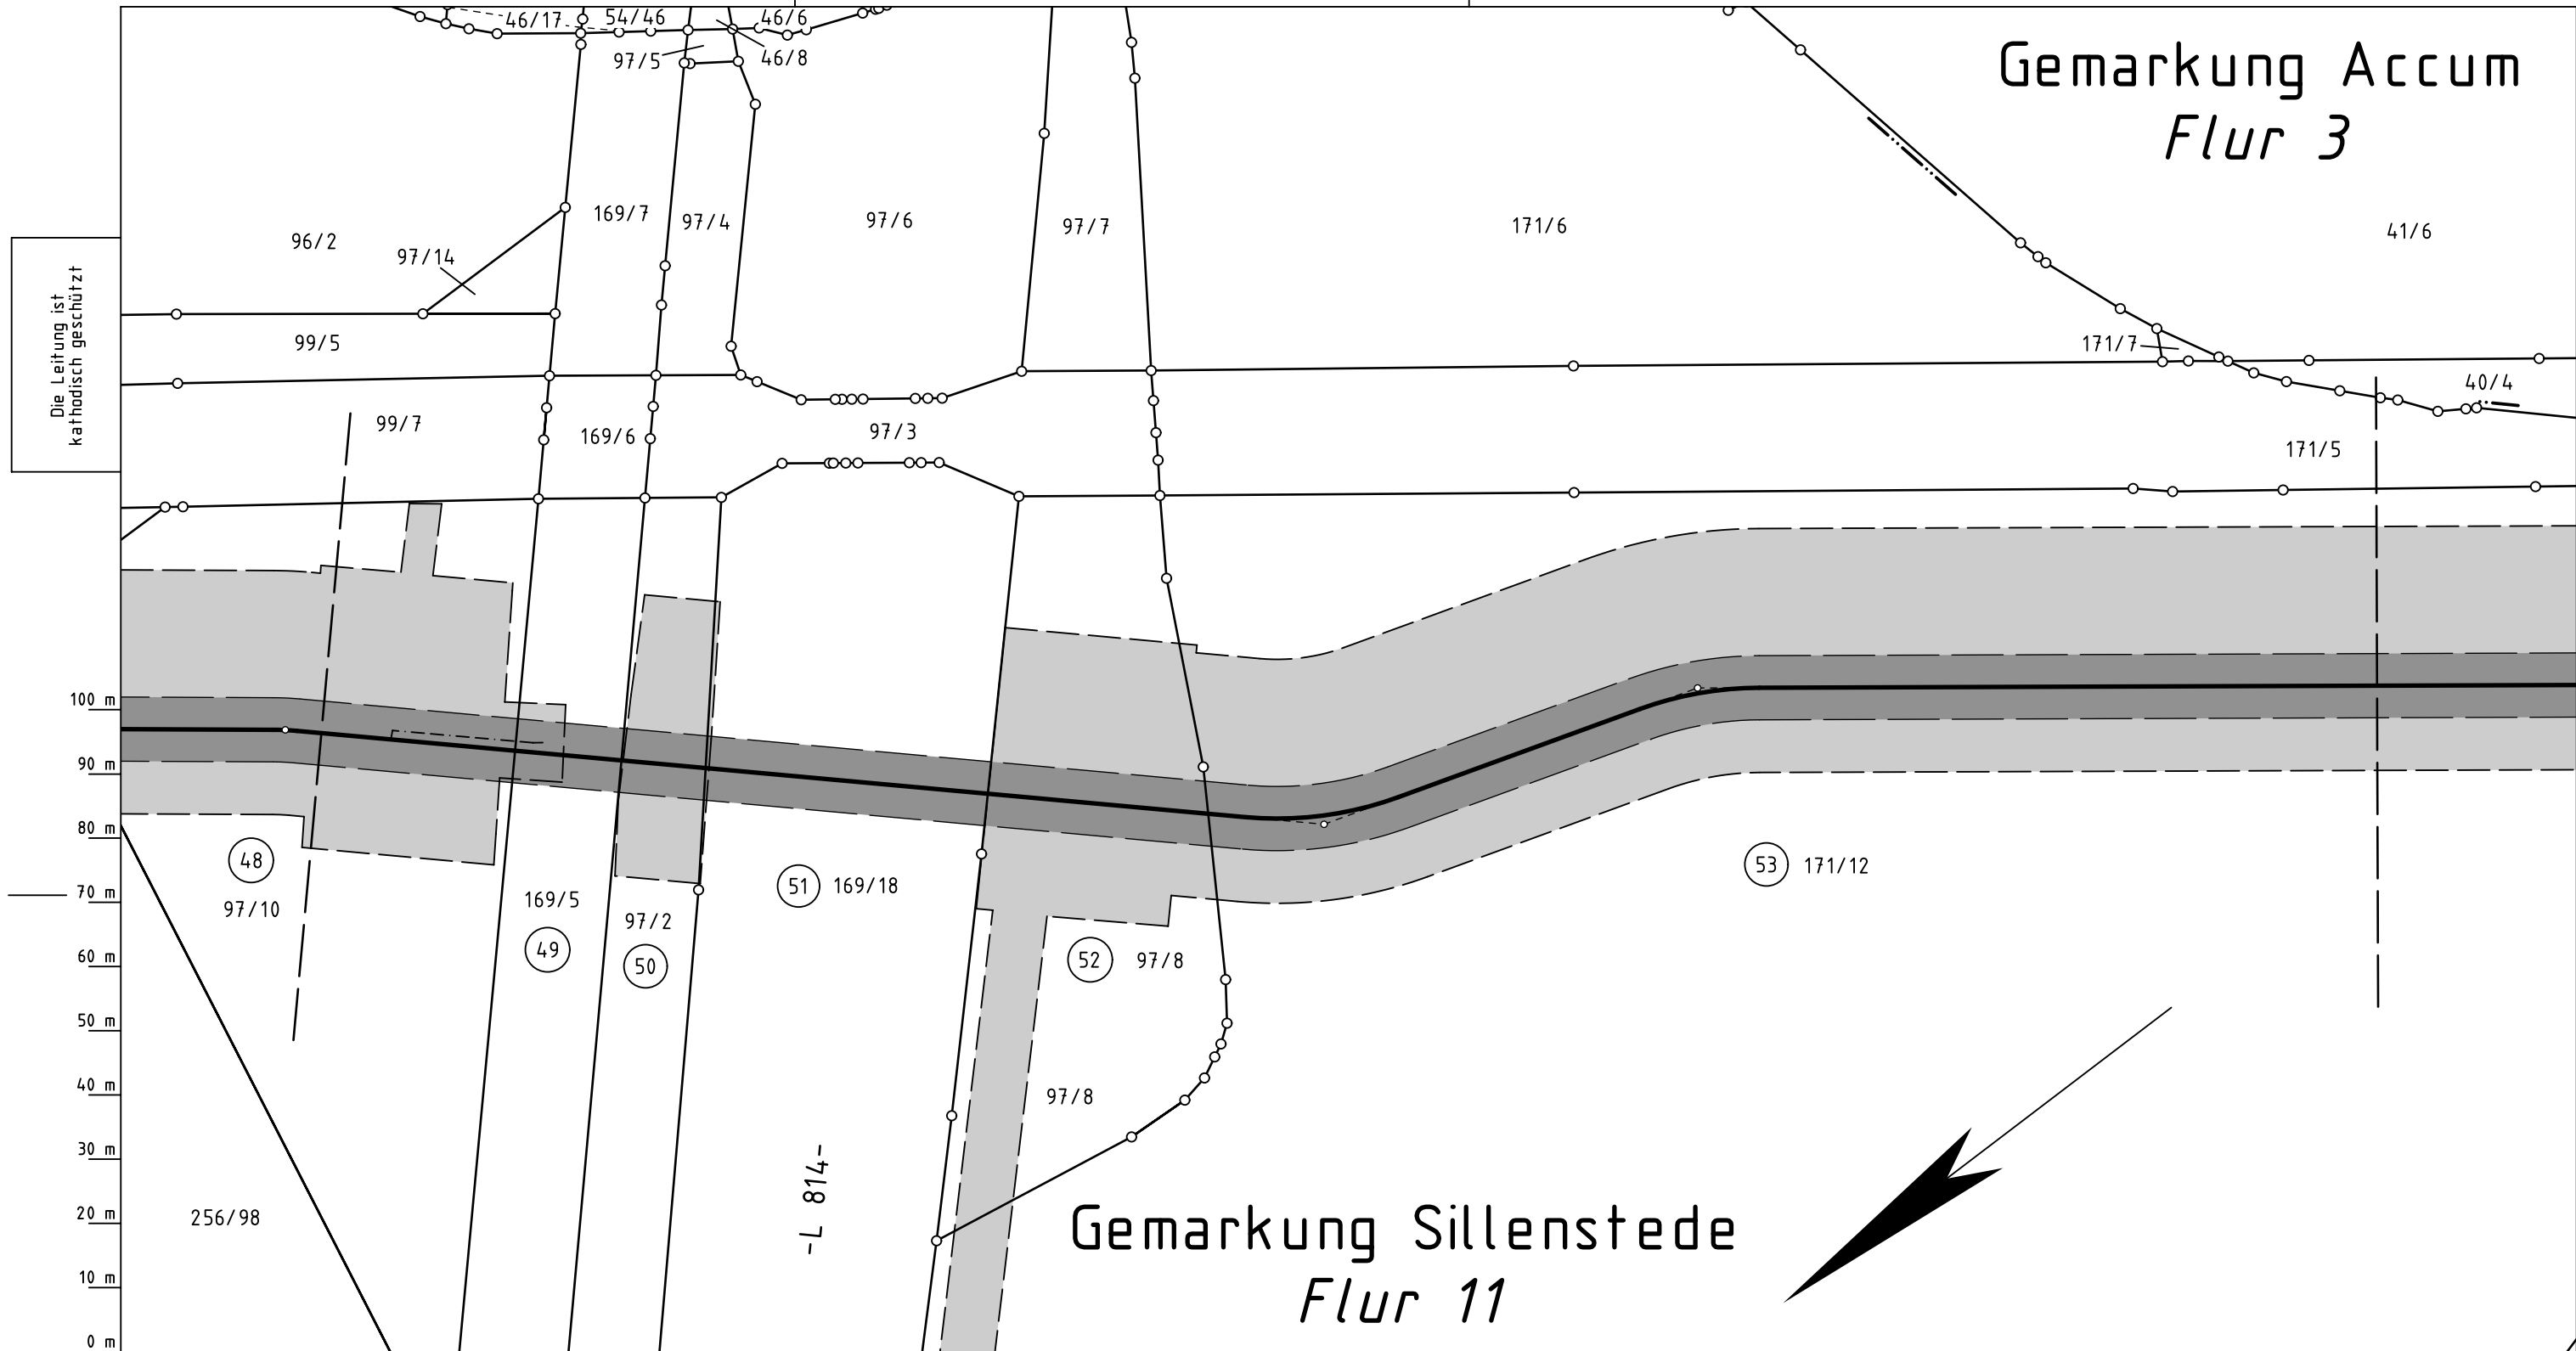 46/17
54/46
46/6
97/5
46/8
Gemarkung Accum
Flur 3
96/2
97/14
169/7
97/4
97/6
97/7
171/6
41/6
Die Leitung ist
kathodisch geschützt
99/5
171/7
40/4
99/7
169/6
97/3
171/5
100 m
90 m
80 m
70 m
60 m
50 m
40 m
30 m
20 m
10 m
0 m
48
97/10
169/5
49
97/2
50
51 169/18
52 97/8
53 171/12
97/8
256/98
-L 814-
Gemarkung Sillenstede
Flur 11